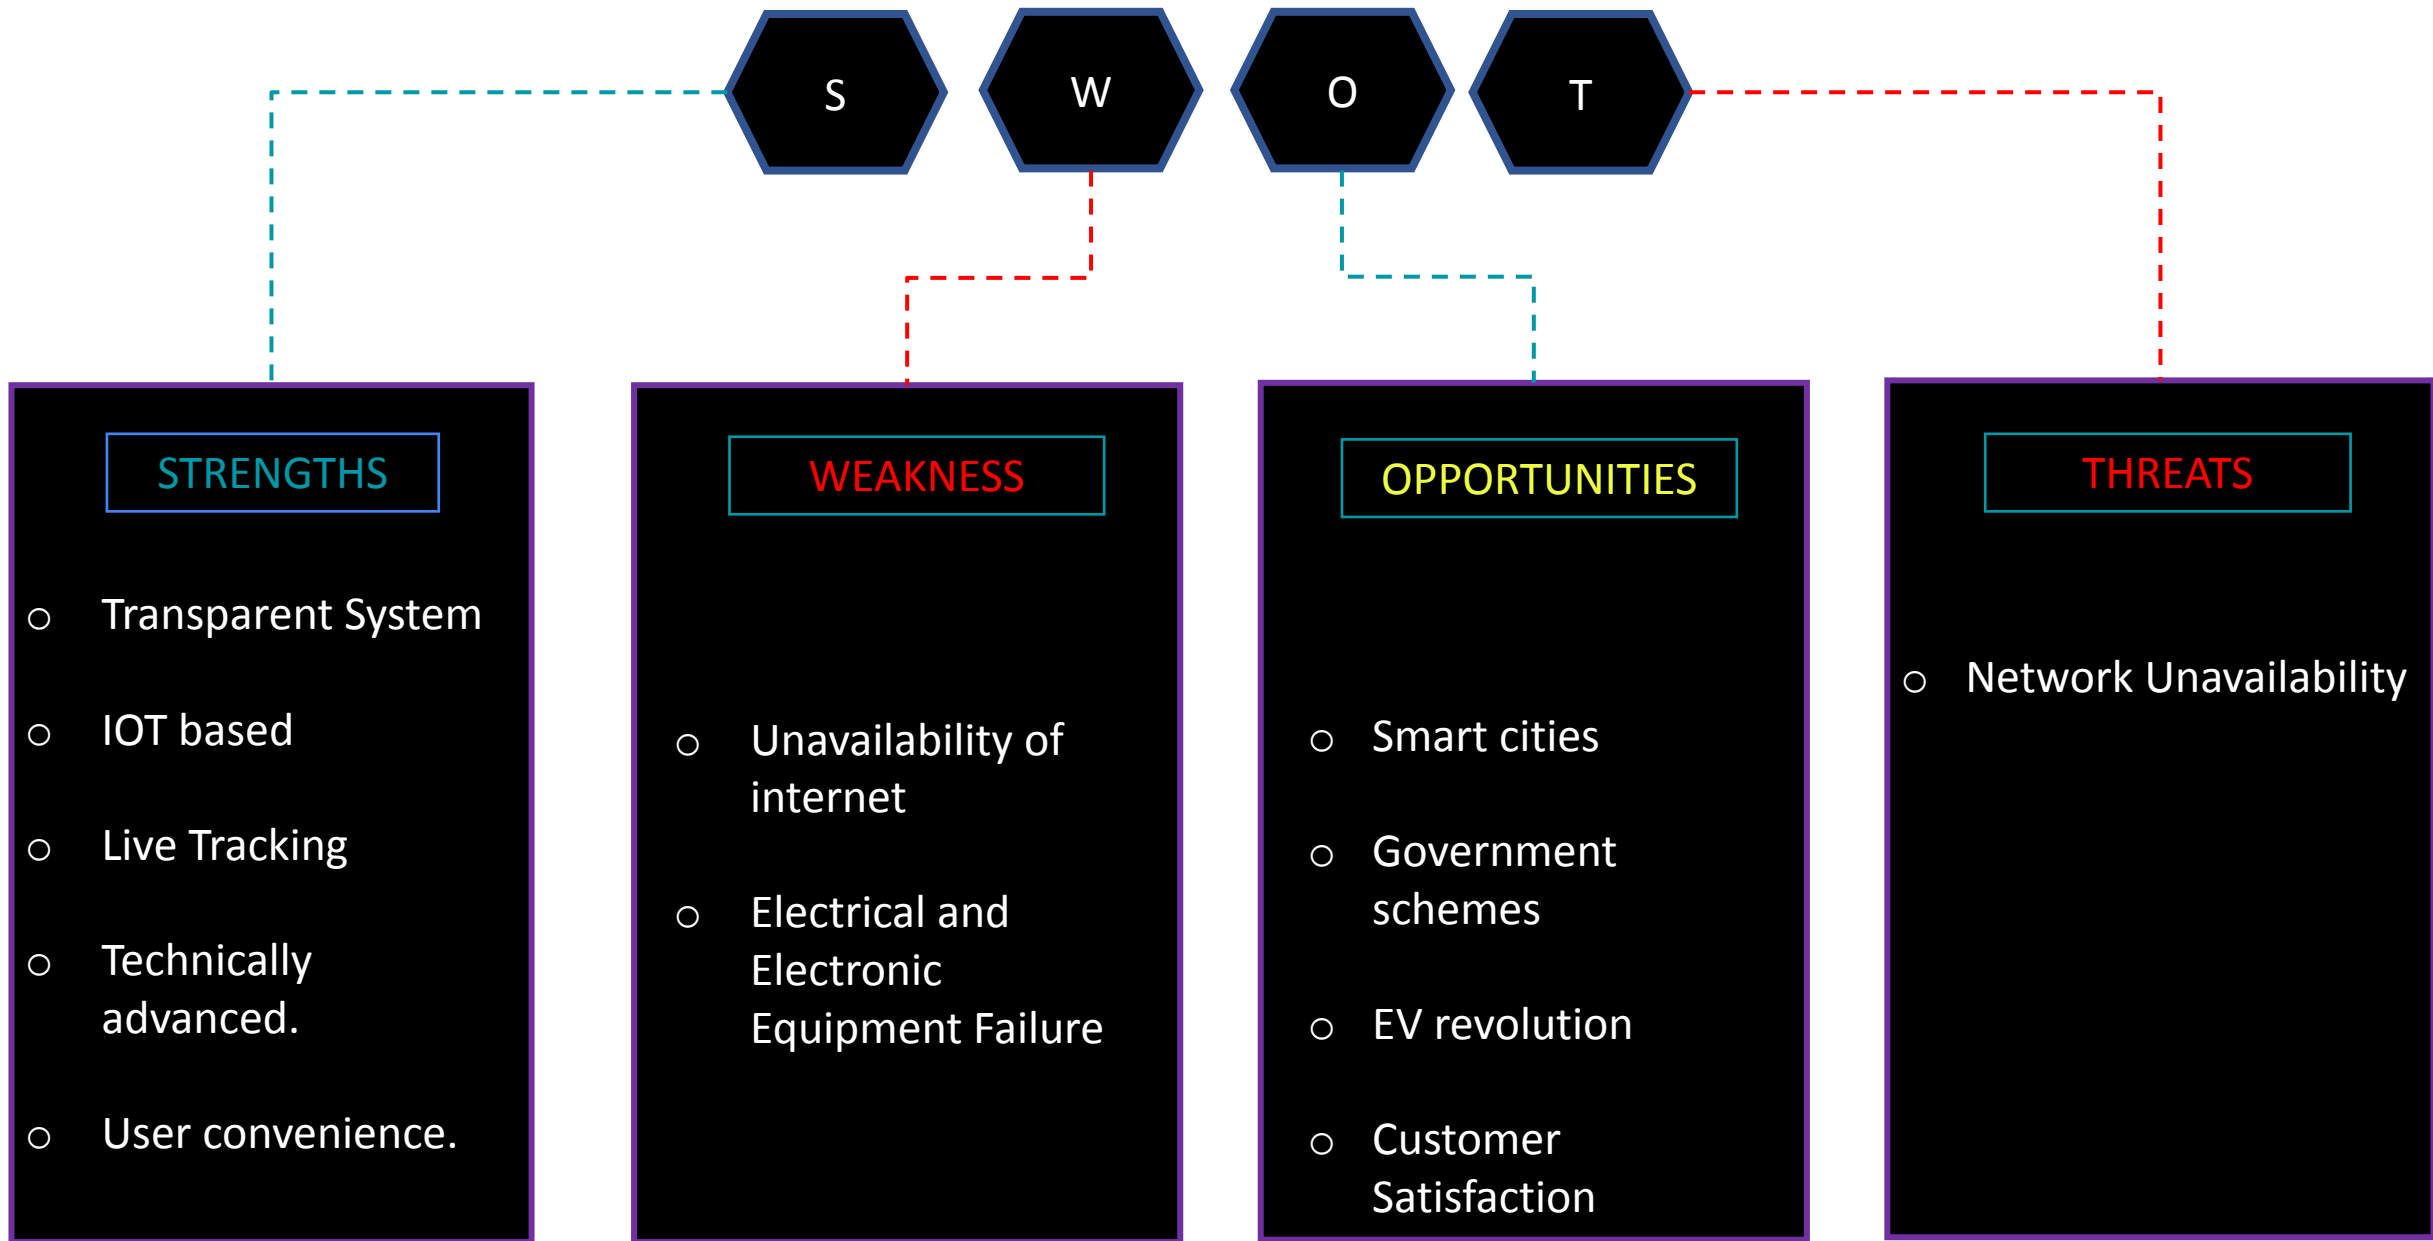 S
W
O
T
STRENGTHS
Transparent System
IOT based
Live Tracking
Technically
advanced.
User convenience.
WEAKNESS
Unavailability of
internet
Electrical and
Electronic
Equipment Failure
OPPORTUNITIES
Smart cities
Government
schemes
EV revolution
Customer
Satisfaction
THREATS
Network Unavailability